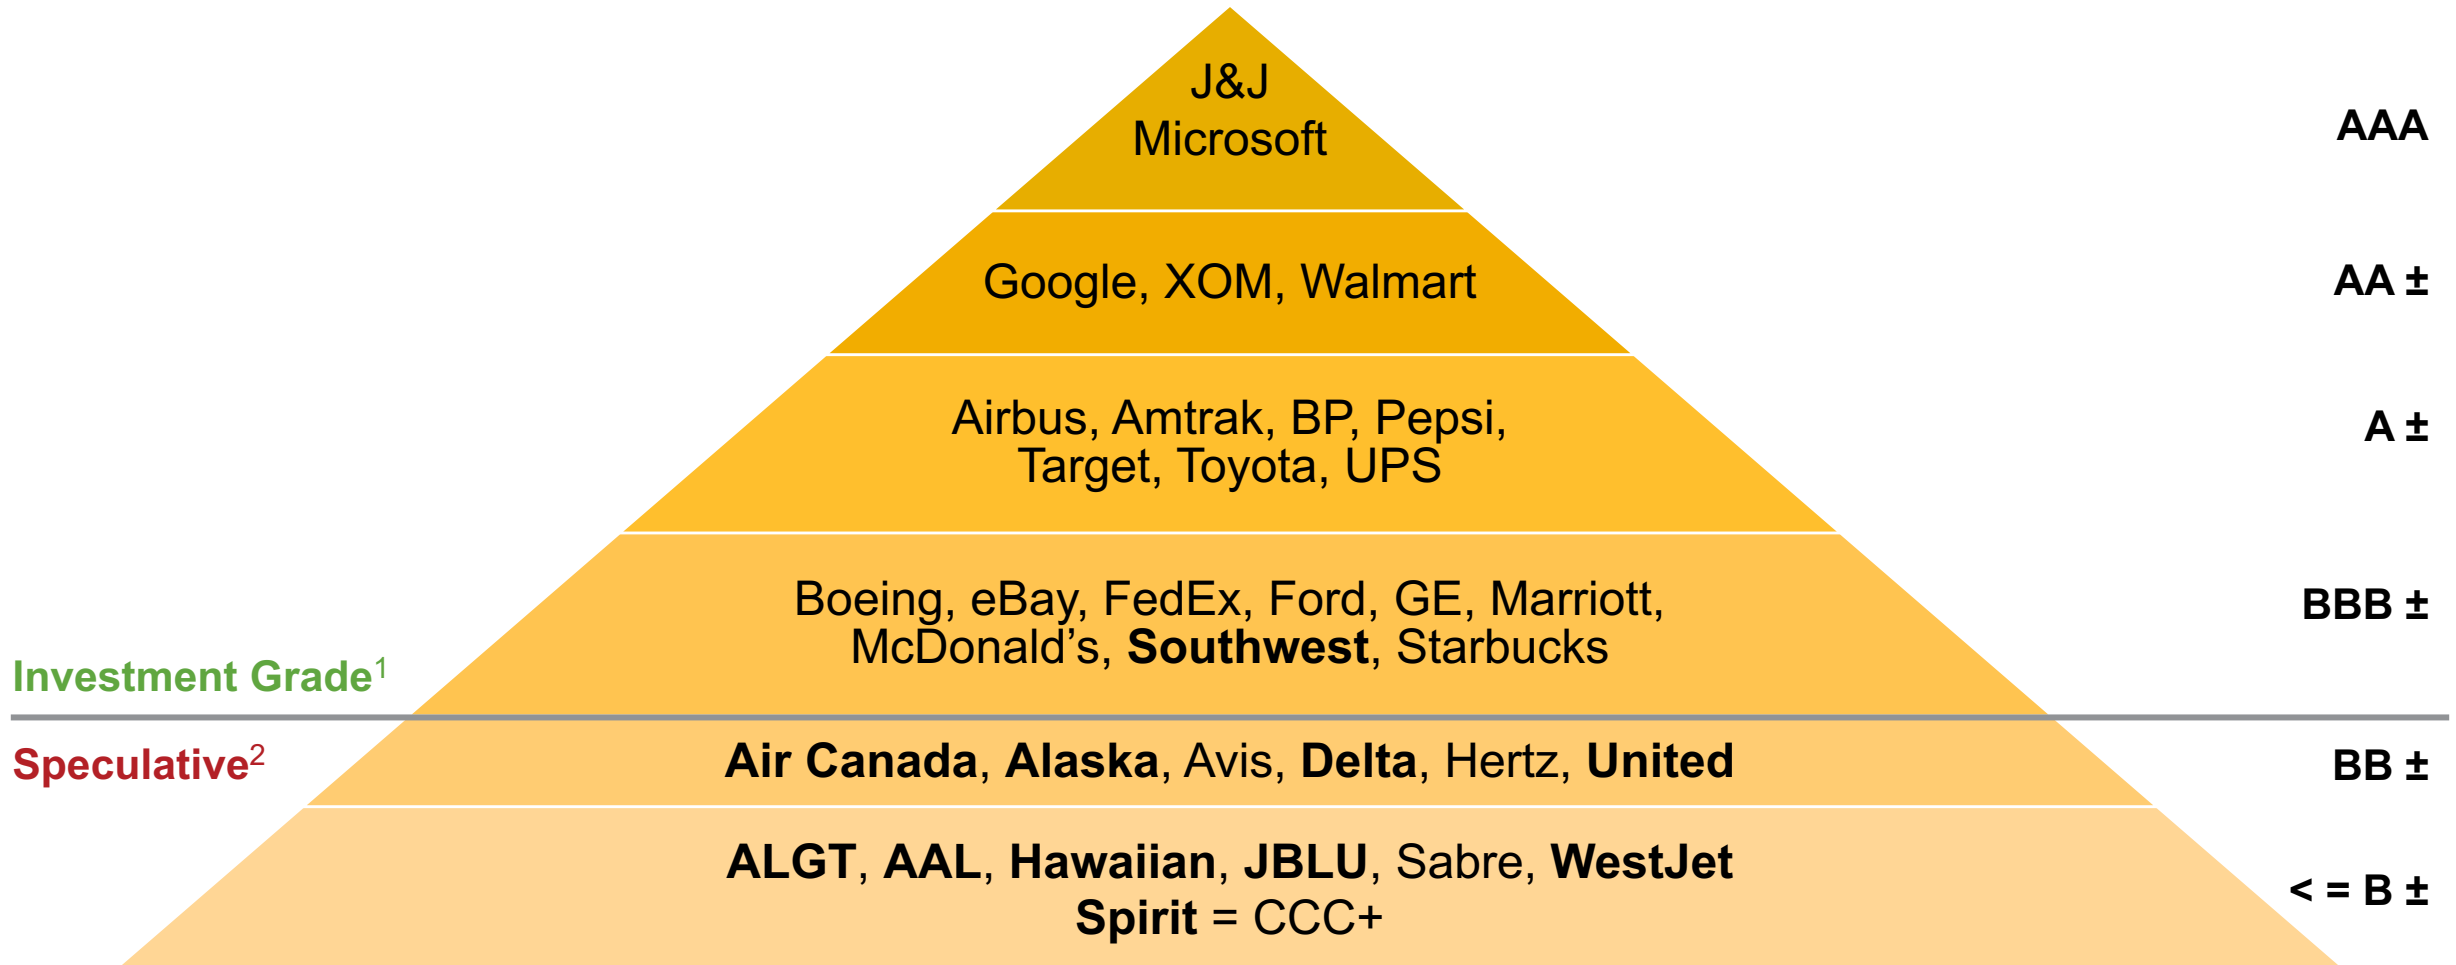 J&J
Microsoft
AAA
Google, XOM, Walmart
AA ±
Airbus, Amtrak, BP, Pepsi,
Target, Toyota, UPS
A ±
Boeing, eBay, FedEx, Ford, GE, Marriott,
McDonald’s, Southwest, Starbucks
BBB ±
Investment Grade¹
Speculative²
Air Canada, Alaska, Avis, Delta, Hertz, United
BB ±
ALGT, AAL, Hawaiian, JBLU, Sabre, WestJet
Spirit = CCC+
< = B ±